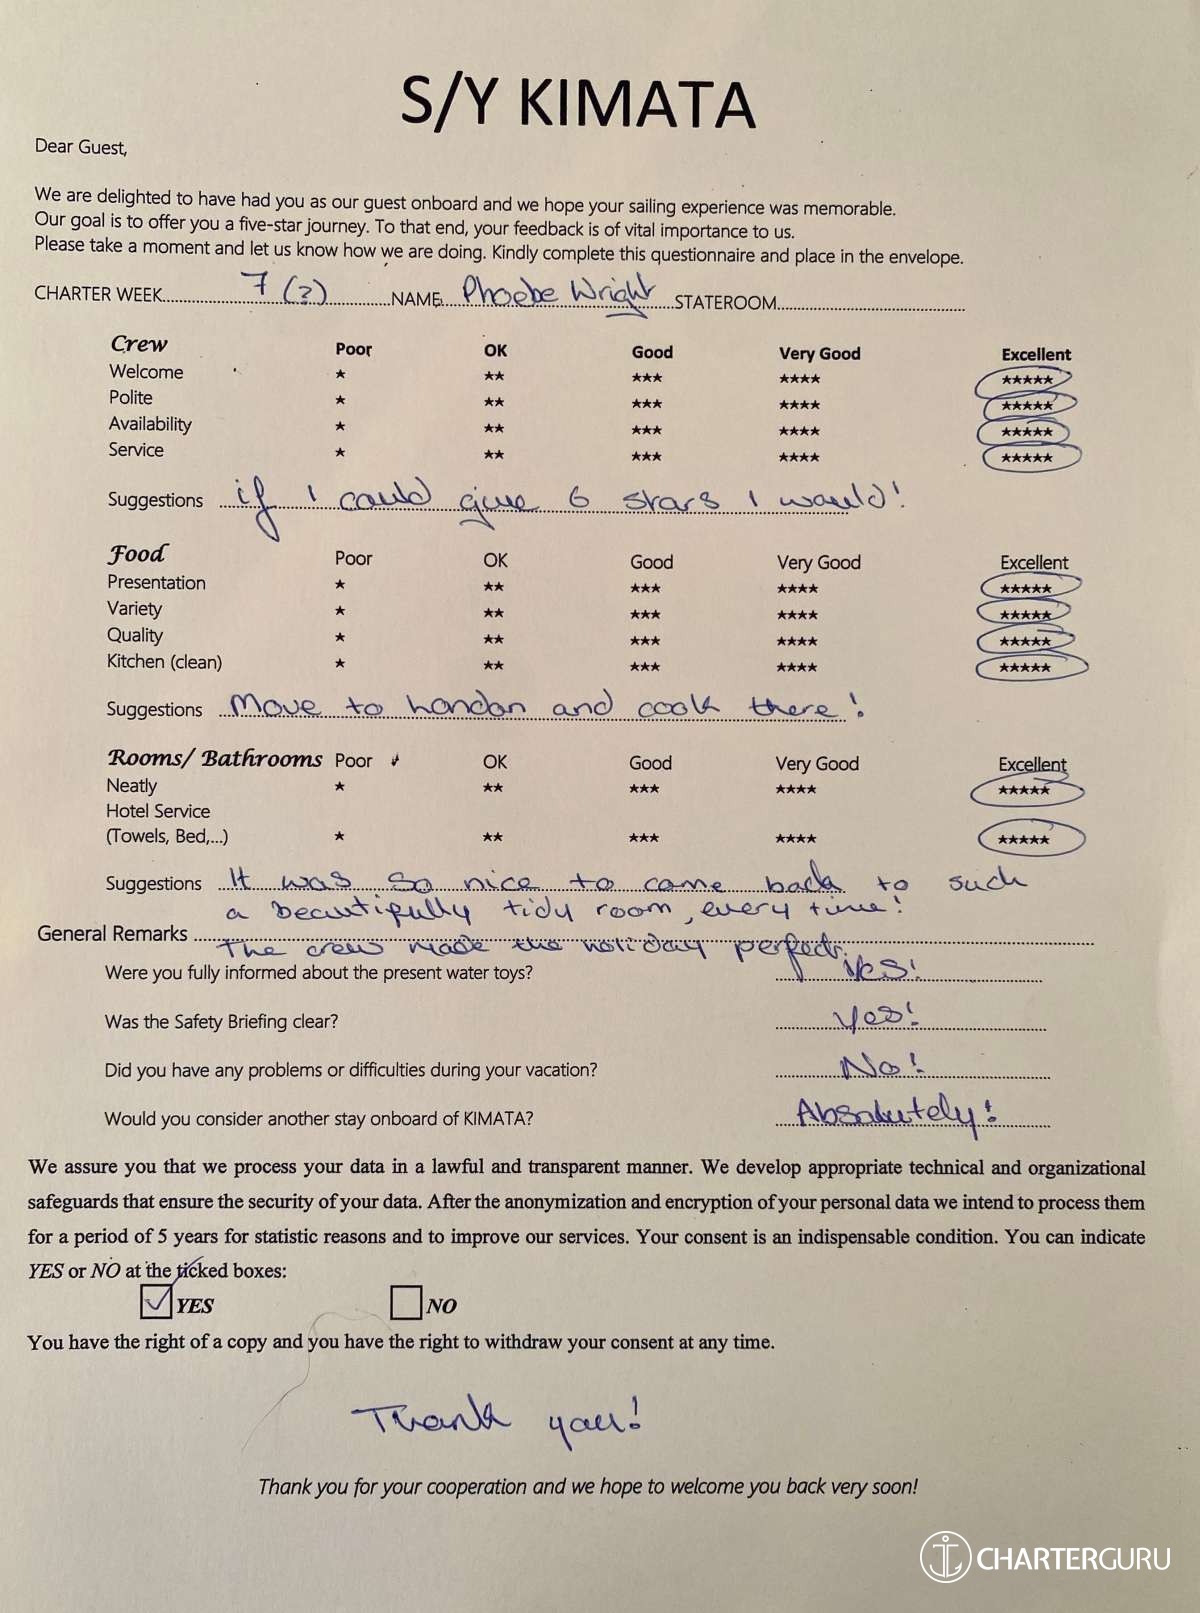 S/Y KIMATA
Dear Guest,
We are delighted to have had you as our guest onboard and we hope your sailing experience was memorable.
Our goal is to offer you a five-star journey. To that end, your feedback is of vital importance to us.
Please take a moment and let us know how we are doing. Kindly complete this questionnaire and place in the envelope.
CHARTER WEEK 7 (?) NAME Phoebe Wright STATEROOM
Crew Poor OK Good Very Good Excellent
Welcome ★ ★★ ★★★ ★★★★ ★★★★★
Polite ★ ★★ ★★★ ★★★★ ★★★★★
Availability ★ ★★ ★★★ ★★★★ ★★★★★
Service ★ ★★ ★★★ ★★★★ ★★★★★
Suggestions if I could give 6 stars I would!
Food Poor OK Good Very Good Excellent
Presentation ★ ★★ ★★★ ★★★★ ★★★★★
Variety ★ ★★ ★★★ ★★★★ ★★★★★
Quality ★ ★★ ★★★ ★★★★ ★★★★★
Kitchen (clean) ★ ★★ ★★★ ★★★★ ★★★★★
Suggestions Move to London and cook there!
Rooms/ Bathrooms Poor OK Good Very Good Excellent
Neatly ★ ★★ ★★★ ★★★★ ★★★★★
Hotel Service
(Towels, Bed,...) ★ ★★ ★★★ ★★★★ ★★★★★
Suggestions It was so nice to come back to such
a beautifully tidy room, every time!
General Remarks The crew made the holiday perfect.
Were you fully informed about the present water toys? Yes!
Was the Safety Briefing clear? Yes!
Did you have any problems or difficulties during your vacation? No!
Would you consider another stay onboard of KIMATA? Absolutely!
We assure you that we process your data in a lawful and transparent manner. We develop appropriate technical and organizational
safeguards that ensure the security of your data. After the anonymization and encryption of your personal data we intend to process them
for a period of 5 years for statistic reasons and to improve our services. Your consent is an indispensable condition. You can indicate
YES or NO at the ticked boxes:
YES NO
You have the right of a copy and you have the right to withdraw your consent at any time.
Thank you!
Thank you for your cooperation and we hope to welcome you back very soon!
CHARTERGURU